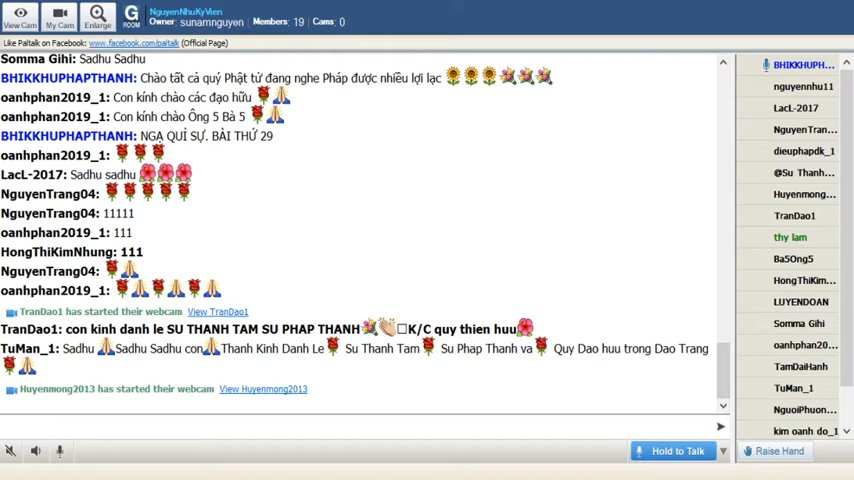 View Cam
My Cam
Enlarge
G
ROOM
NguyenNhuKyVien
Owner: sunamnguyen Members: 19 Cams: 0
Like Paltalk on Facebook: www.facebook.com/paltalk (Official Page)
Somma Gihi: Sadhu Sadhu
BHIKKHUPHAPTHANH: Chào tất cả quý Phật tử đang nghe Pháp được nhiều lợi lạc
oanhphan2019_1: Con kính chào các đạo hữu
oanhphan2019_1: Con kính chào Ông 5 Bà 5
BHIKKHUPHAPTHANH: NGẠ QUỈ SỰ. BÀI THỨ 29
oanhphan2019_1:
LacL-2017: Sadhu sadhu
NguyenTrang04:
NguyenTrang04: 11111
oanhphan2019_1: 111
HongThiKimNhung: 111
NguyenTrang04:
oanhphan2019_1:
TranDao1 has started their webcam View TranDao1
TranDao1: con kinh danh le SU THANH TAM SU PHAP THANH K/C quy thien huu
TuMan_1: Sadhu Sadhu Sadhu con Thanh Kinh Danh Le Su Thanh Tam Su Phap Thanh va Quy Dao huu trong Dao Trang
Huyenmong2013 has started their webcam View Huyenmong2013
Hold to Talk
BHIKKHUPH...
nguyennhu11
LacL-2017
NguyenTran...
dieuphapdk_1
@Su Thanh...
Huyenmong...
TranDao1
thy lam
Ba5Ong5
HongThiKim...
LUYENDOAN
Somma Gihi
oanhphan20...
TamDaiHanh
TuMan_1
NguoiPhuon...
kim oanh do_1
Raise Hand